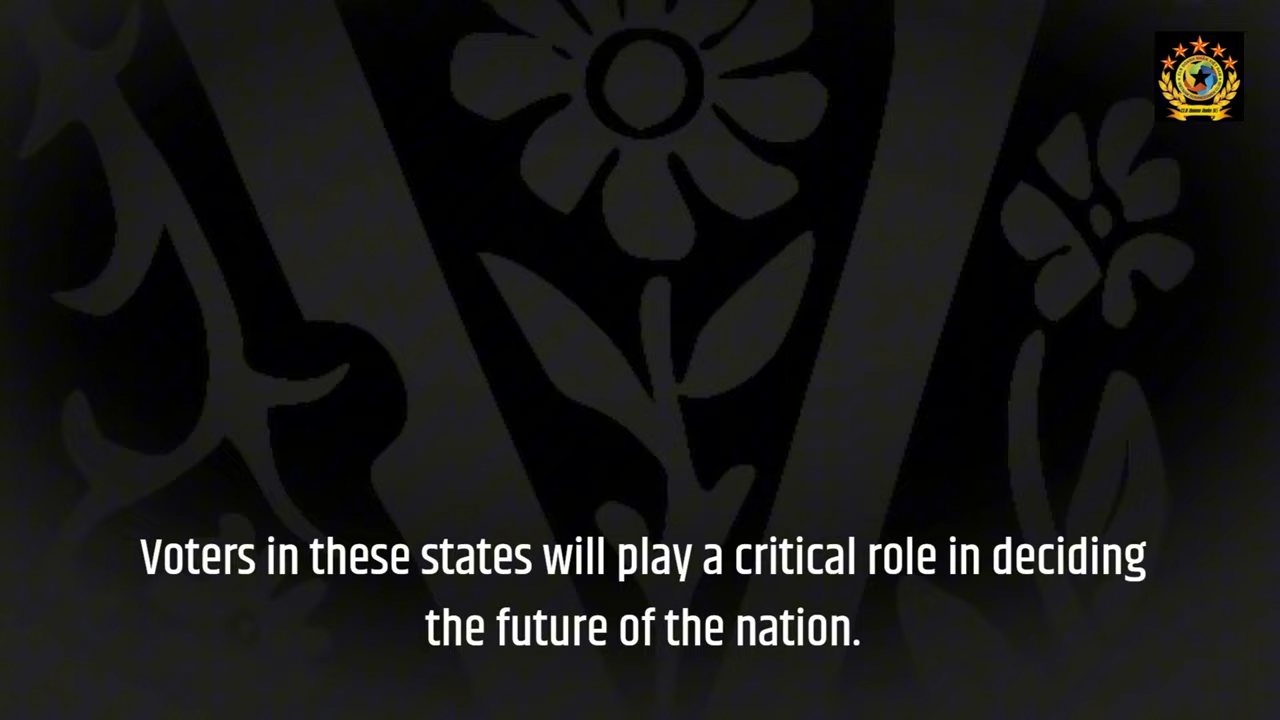 Voters in these states will play a critical role in deciding
the future of the nation.